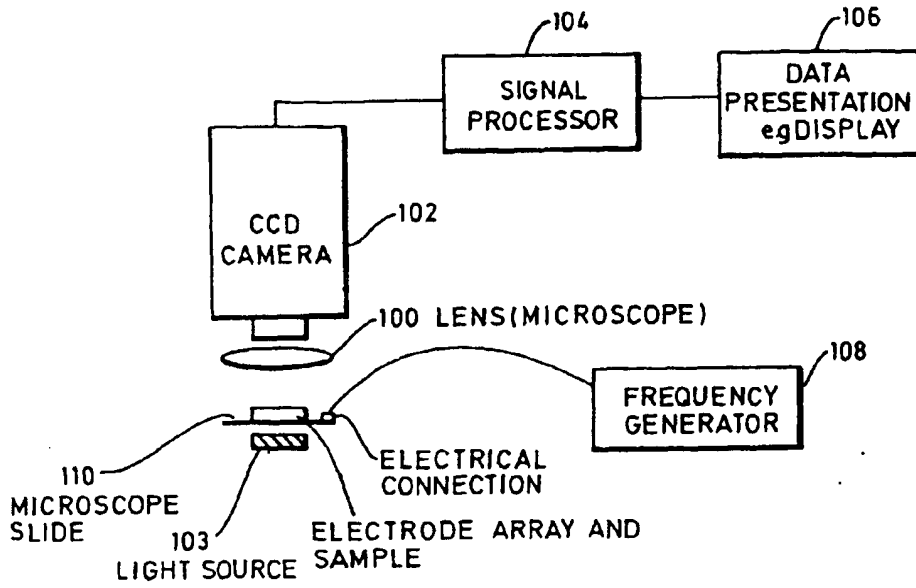 104
106
SIGNAL
PROCESSOR
DATA
PRESENTATION
egDISPLAY
CCD
CAMERA
102
100 LENS(MICROSCOPE)
108
FREQUENCY
GENERATOR
110
MICROSCOPE
SLIDE
103
LIGHT SOURCE
ELECTRICAL
CONNECTION
ELECTRODE ARRAY AND
SAMPLE